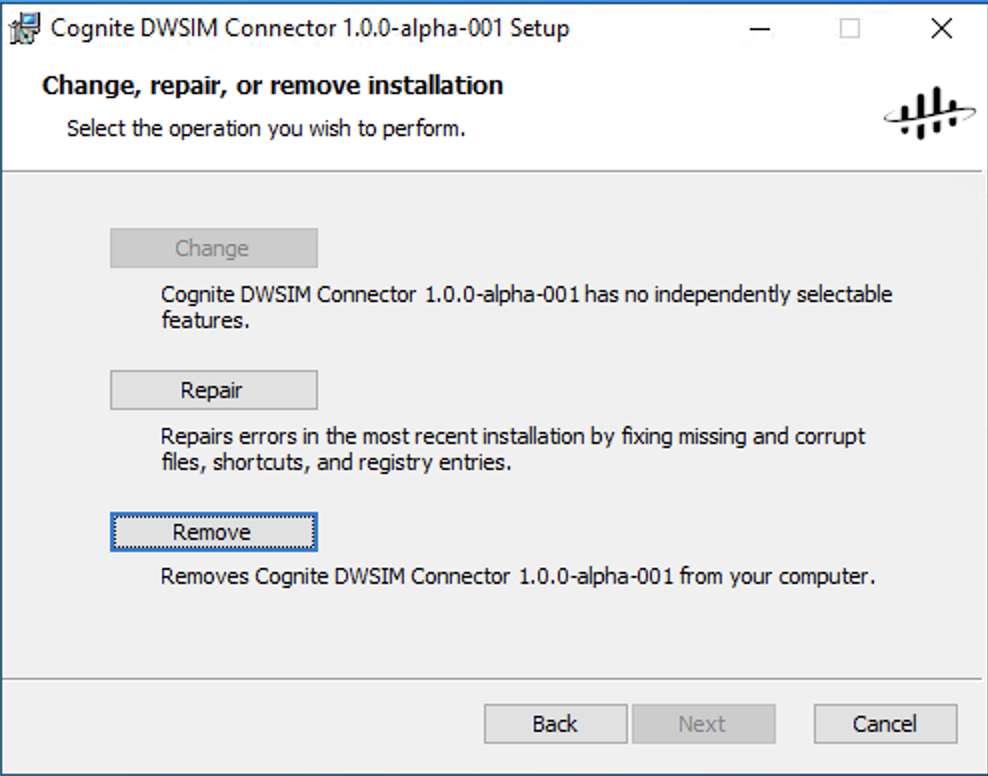 Cognite DWSIM Connector 1.0.0-alpha-001 Setup
Change, repair, or remove installation
Select the operation you wish to perform.
Change
Cognite DWSIM Connector 1.0.0-alpha-001 has no independently selectable
features.
Repair
Repairs errors in the most recent installation by fixing missing and corrupt
files, shortcuts, and registry entries.
Remove
Removes Cognite DWSIM Connector 1.0.0-alpha-001 from your computer.
Back Next Cancel